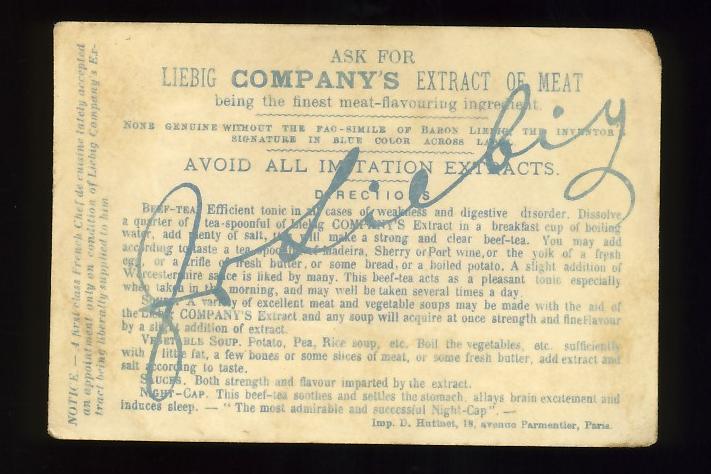 ASK FOR
LIEBIG COMPANY'S EXTRACT OF MEAT
being the finest meat-flavouring ingredient.
NONE GENUINE WITHOUT THE FAC-SIMILE OF BARON LIEBIG, THE INVENTOR'S
SIGNATURE IN BLUE COLOR ACROSS LABEL
AVOID ALL IMITATION EXTRACTS.
DIRECTIONS
BEEF-TEA. Efficient tonic in all cases of weakness and digestive disorder. Dissolve
a quarter of a tea-spoonful of Liebig COMPANY'S Extract in a breakfast cup of boiling
water, add plenty of salt, will make a strong and clear beef-tea. You may add
according to taste a tea-spoonful of Madeira, Sherry or Port wine, or the yolk of a fresh
egg, or a trifle of fresh butter, or some bread, or a boiled potato. A slight addition of
Worcestershire sauce is liked by many. This beef-tea acts as a pleasant tonic especially
when taken in the morning, and may well be taken several times a day.
SOUPS. A variety of excellent meat and vegetable soups may be made with the aid of
the Liebig COMPANY'S Extract and any soup will acquire at once strength and fine Flavour
by a slight addition of extract.
VEGETABLE SOUP. Potato, Pea, Rice soup, etc. Boil the vegetables, etc. sufficiently
with little fat, a few bones or some slices of meat, or some fresh butter, add extract and
salt according to taste.
SAUCES. Both strength and flavour imparted by the extract.
NIGHT-CAP. This beef-tea soothes and settles the stomach, allays brain excitement and
induces sleep. — "The most admirable and successful Night-Cap". —
Imp. D. Hutinet, 18, avenue Parmentier, Paris.
NOTICE. — A first class French Chef de cuisine lately accepted
an appointment only on condition of Liebig Company's Ex-
tract being liberally supplied to him.
J v Liebig